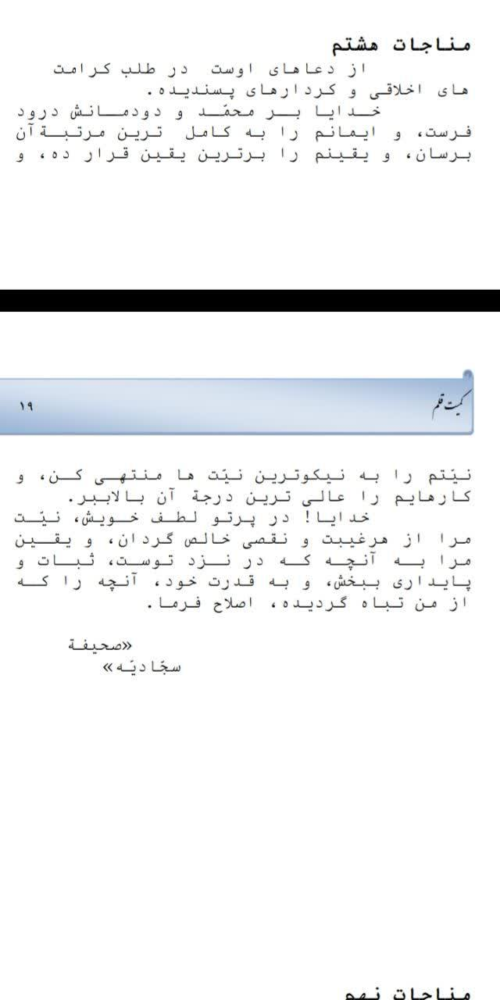 مناجات هشتم
از دعاهای اوست در طلب کرامت
های اخلاقی و کردارهای پسندیده.
خدایا بر محمّد و دودمانش درود
فرست، و ایمانم را به کامل ترین مرتبة آن
برسان، و یقینم را برترین یقین قرار ده، و
کمیت قلم
۱۹
نیّتم را به نیکوترین نیّت ها منتهی کن، و
کارهایم را عالی ترین درجة آن بالاببر.
خدایا! در پرتو لطف خویش، نیّت
مرا از هرغیبت و نقصی خالص گردان، و یقین
مرا به آنچه که در نزد توست، ثبات و
پایداری ببخش، و به قدرت خود، آنچه را که
از من تباه گردیده، اصلاح فرما.
«صحیفة
سجّادیّه»
مناجات نهم